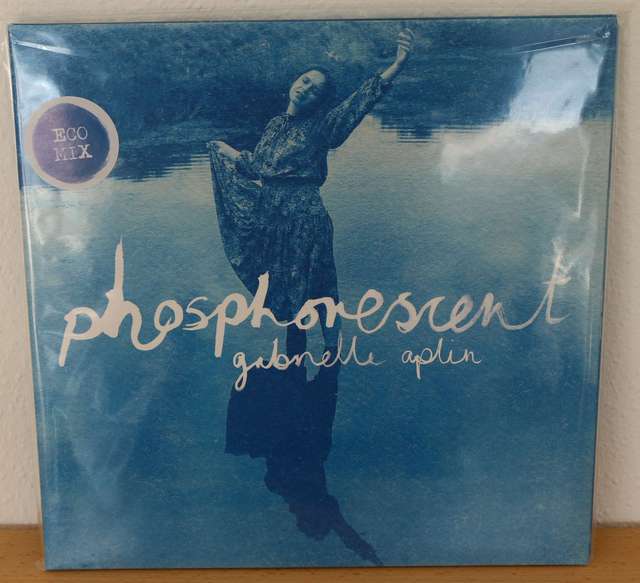 ECO
MIX
phosphorescent
gabrielle aplin